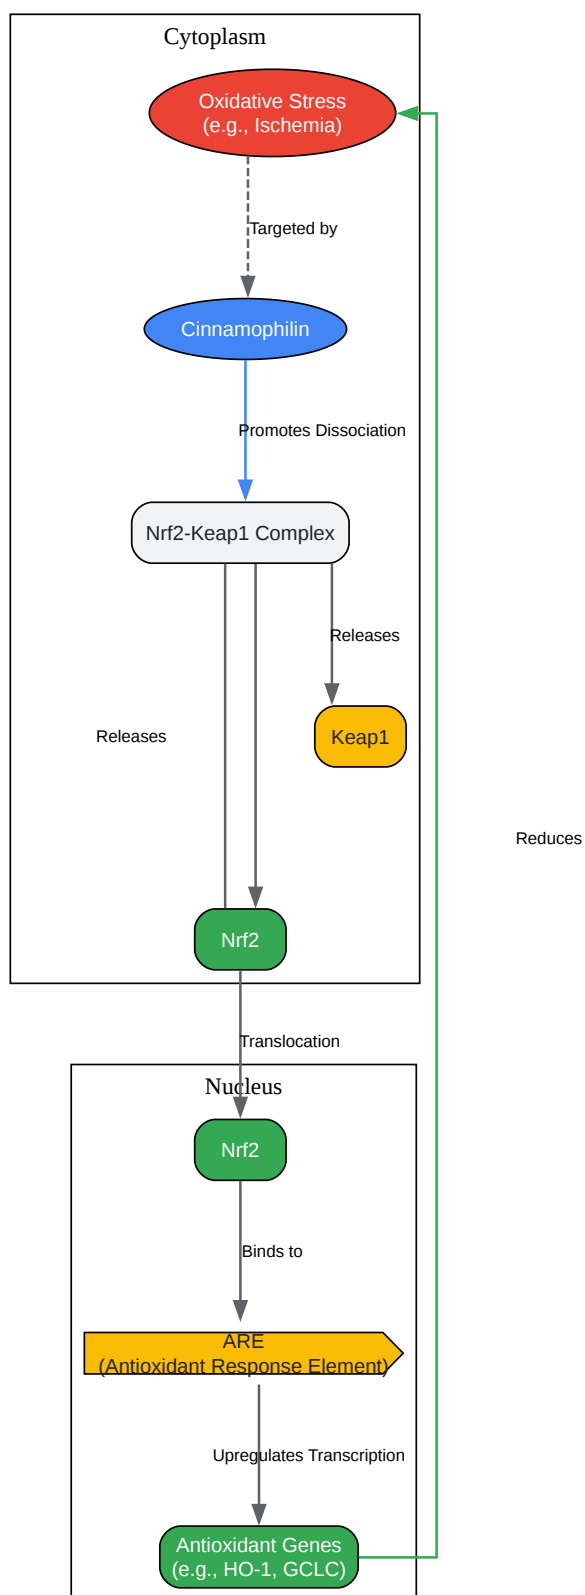 Cytoplasm
Oxidative Stress
(e.g., Ischemia)
Targeted by
Cinnamophilin
Promotes Dissociation
Nrf2-Keap1 Complex
Releases
Releases
Keap1
Reduces
Nrf2
Translocation
Nucleus
Nrf2
Binds to
ARE
(Antioxidant Response Element)
Upregulates Transcription
Antioxidant Genes
(e.g., HO-1, GCLC)